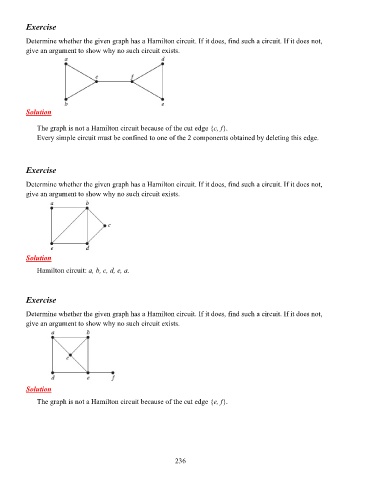 Exercise
Determine whether the given graph has a Hamilton circuit. If it does, find such a circuit. If it does not,
give an argument to show why no such circuit exists.
a d
c f
b e
Solution
The graph is not a Hamilton circuit because of the cut edge {c, f}.
Every simple circuit must be confined to one of the 2 components obtained by deleting this edge.
Exercise
Determine whether the given graph has a Hamilton circuit. If it does, find such a circuit. If it does not,
give an argument to show why no such circuit exists.
a b
c
e d
Solution
Hamilton circuit: a, b, c, d, e, a.
Exercise
Determine whether the given graph has a Hamilton circuit. If it does, find such a circuit. If it does not,
give an argument to show why no such circuit exists.
a b
c
d e f
Solution
The graph is not a Hamilton circuit because of the cut edge {e, f}.
236